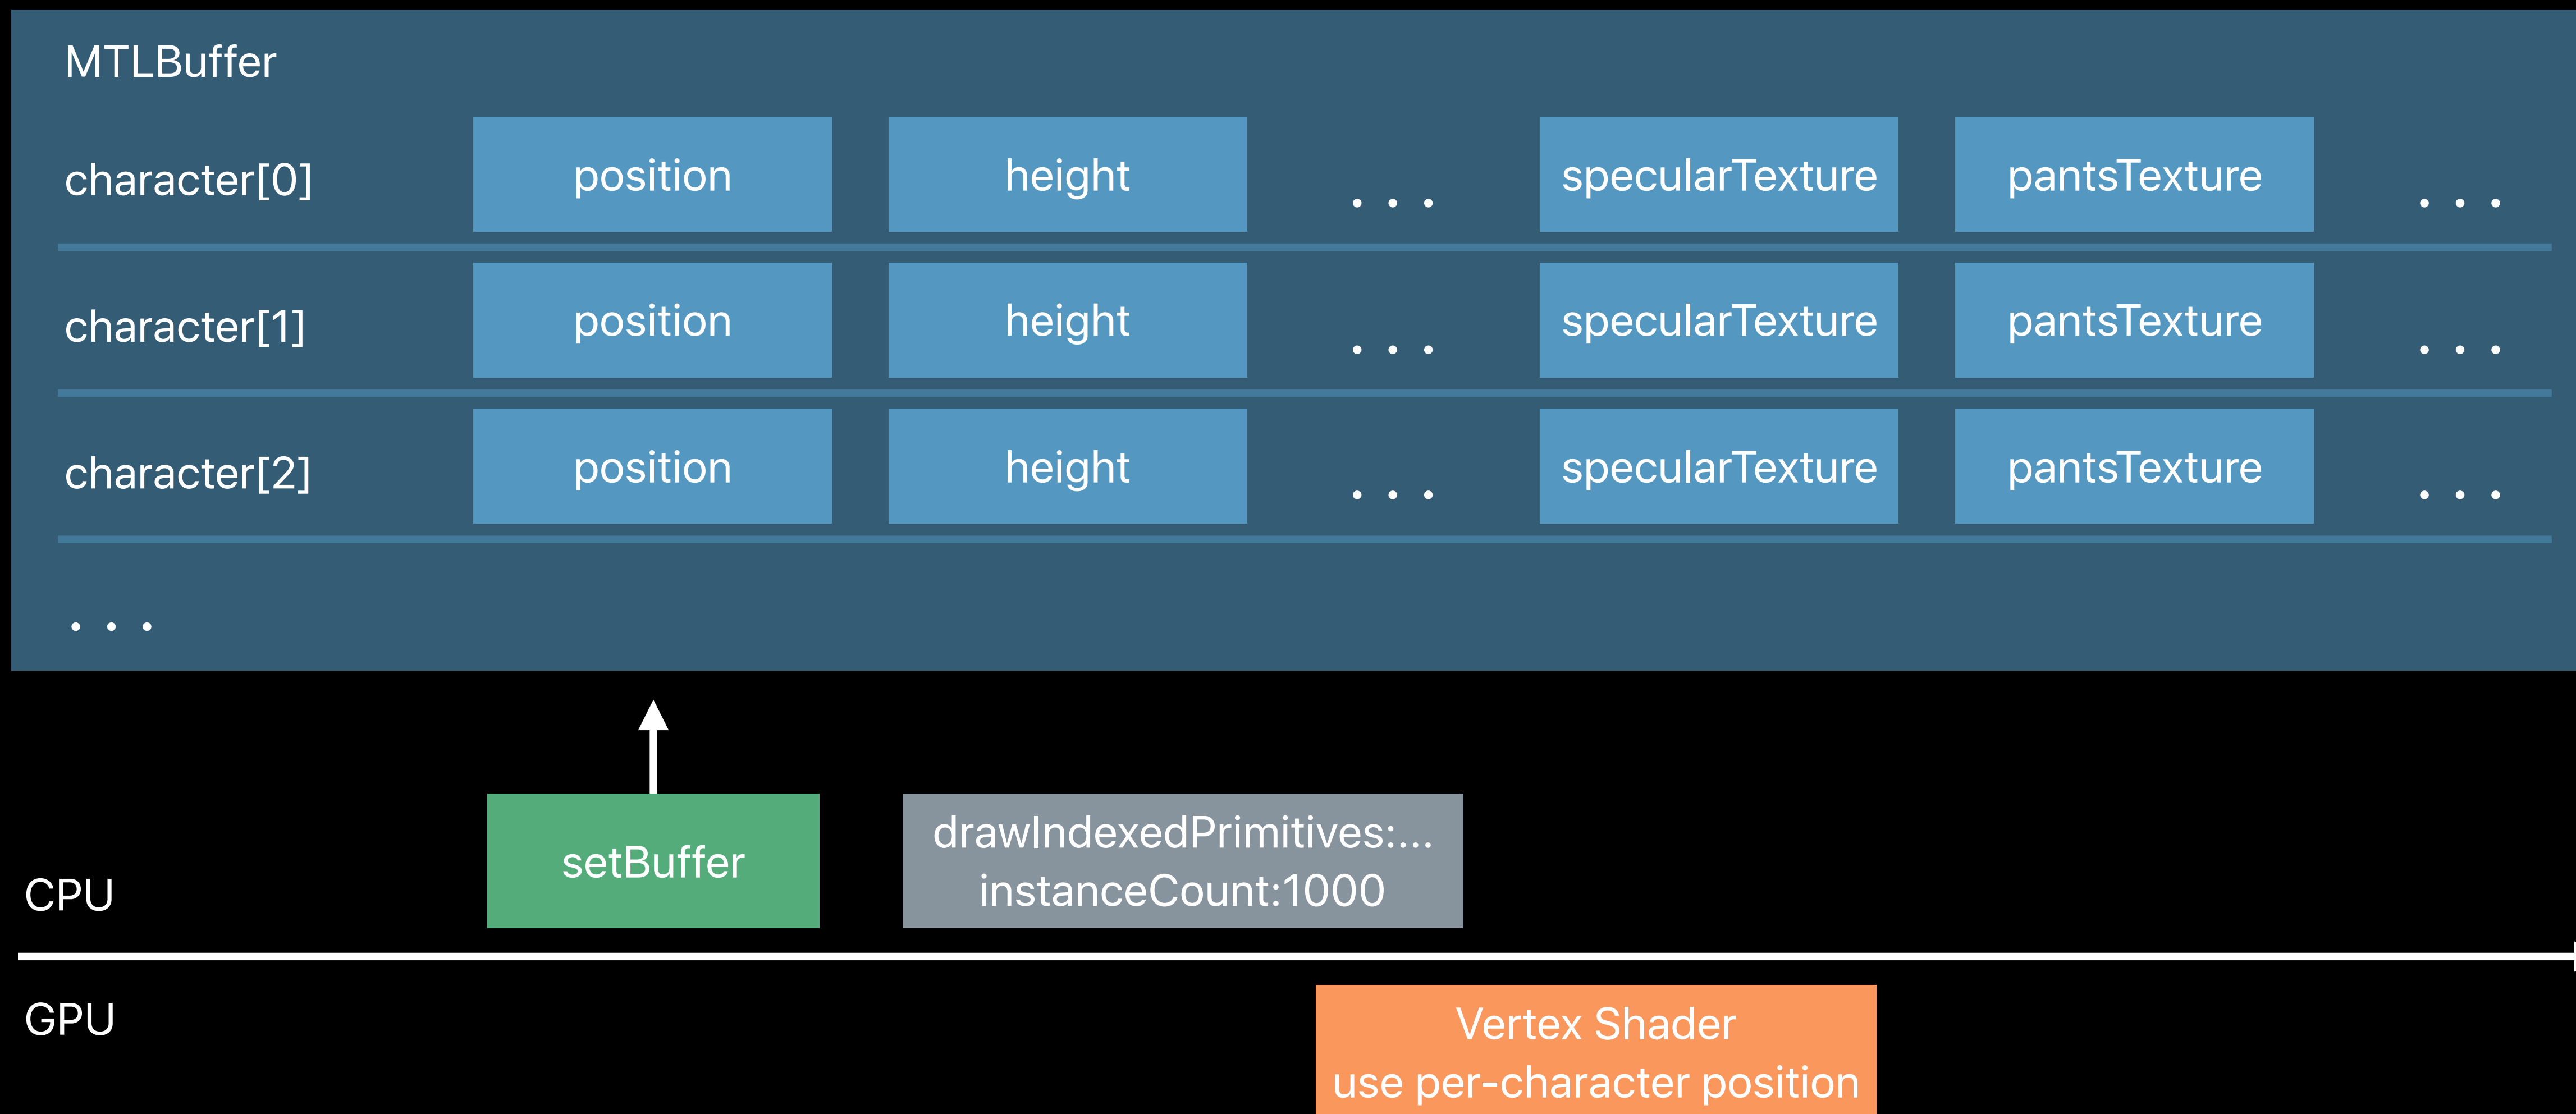 MTLBuffer
character[0] position height ... specularTexture pantsTexture ...
character[1] position height ... specularTexture pantsTexture ...
character[2] position height ... specularTexture pantsTexture ...
...
setBuffer
drawIndexedPrimitives:...
instanceCount:1000
CPU
GPU
Vertex Shader
use per-character position